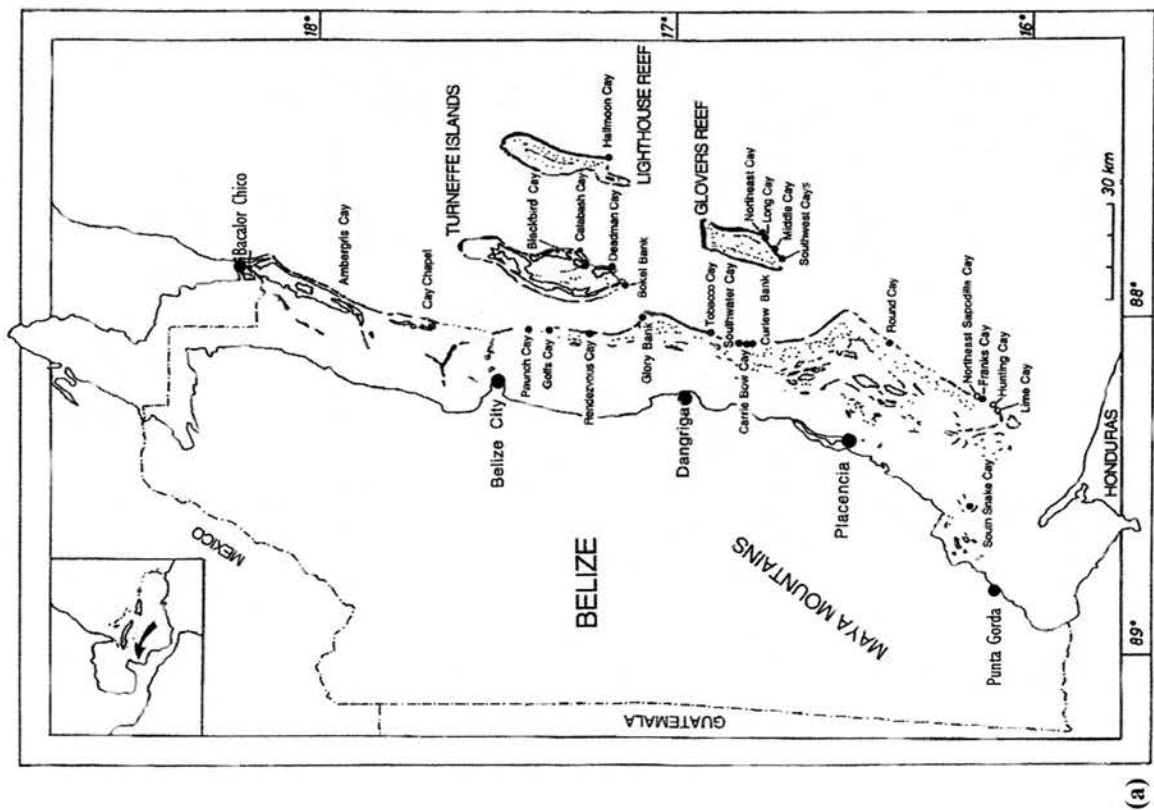 (a)
18°
17°
16°
89°
88°
MEXICO
GUATEMALA
HONDURAS
BELIZE
MAYA MOUNTAINS
Bacalor Chico
Ambergris Cay
Cay Chapel
Belize City
TURNEFFE ISLANDS
Blackbird Cay
Calabash Cay
Deadman Cay
Bokel Bank
LIGHTHOUSE REEF
Halfmoon Cay
Paunch Cay
Goffs Cay
Rendezvous Cay
Glory Bank
Dangriga
Tobacco Cay
Southwater Cay
Carrie Bow Cay
Curlew Bank
GLOVERS REEF
Northeast Cay
Long Cay
Middle Cay
Southwest Cays
Placencia
Round Cay
Northeast Sapodilla Cay
Franks Cay
Hunting Cay
Lime Cay
South Snake Cay
Punta Gorda
30 km